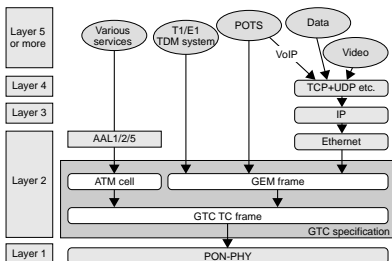 Layer 5
or more
Various
services
T1/E1
TDM system
POTS
Data
Video
VoIP
Layer 4
TCP+UDP etc.
Layer 3
IP
Layer 2
AAL1/2/5
Ethernet
ATM cell
GEM frame
GTC TC frame
GTC specification
Layer 1
PON-PHY